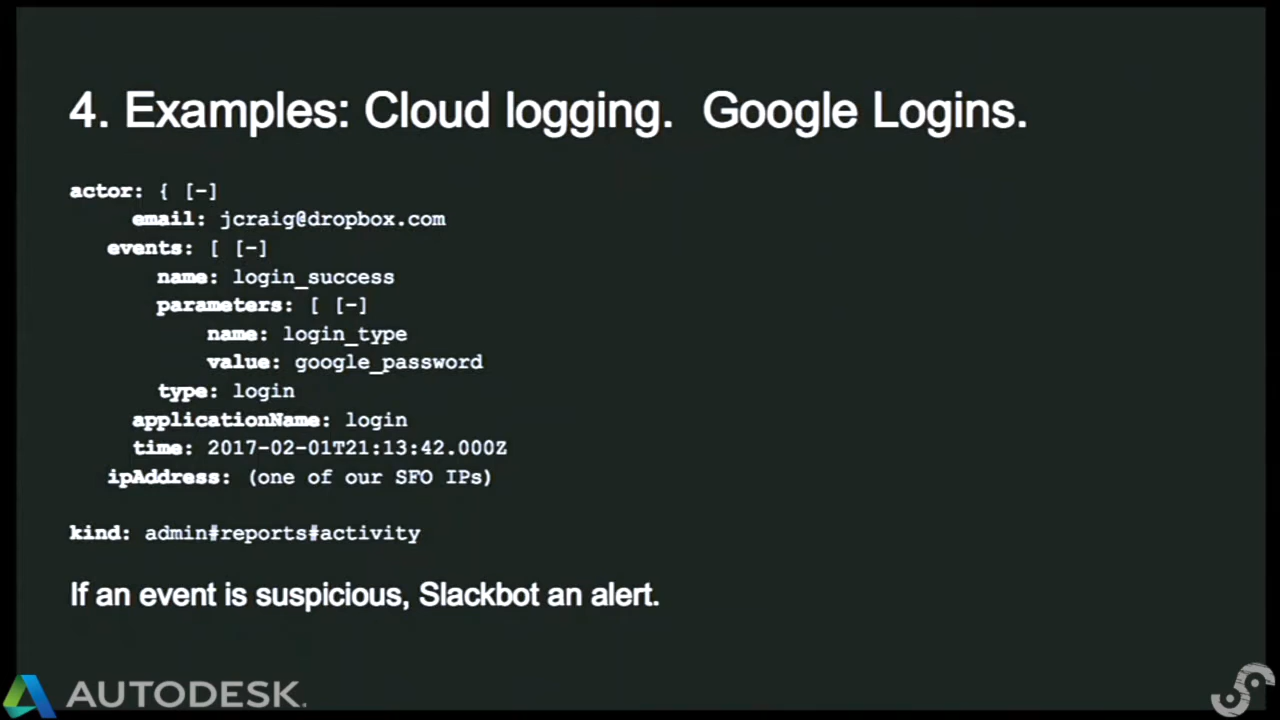 4. Examples: Cloud logging. Google Logins.
actor: { [-]
email: jcraig@dropbox.com
events: [ [-]
name: login_success
parameters: [ [-]
name: login_type
value: google_password
type: login
applicationName: login
time: 2017-02-01T21:13:42.000Z
ipAddress: (one of our SFO IPs)
kind: admin#reports#activity
If an event is suspicious, Slackbot an alert.
AUTODESK.